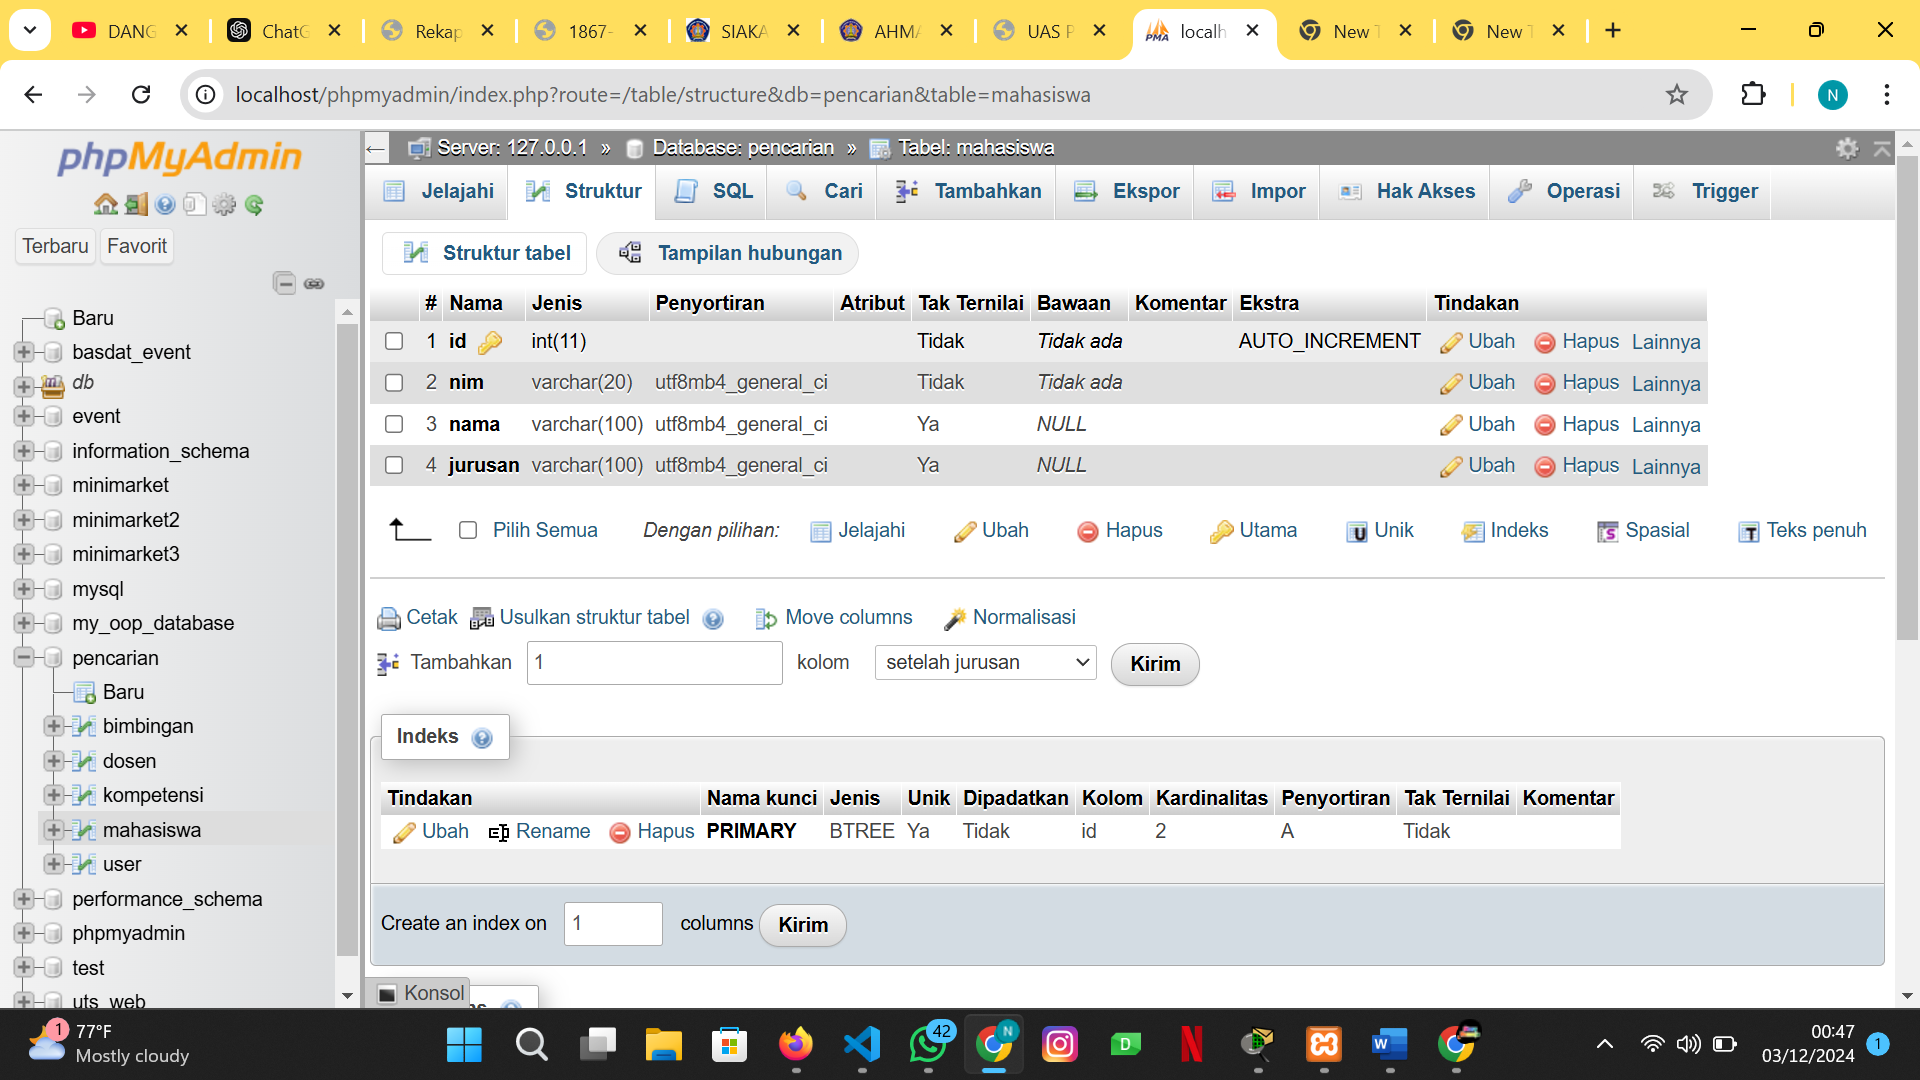 DANG
ChatG
Rekap
1867-
SIAKA
AHMA
UAS P
localh
New T
New T
localhost/phpmyadmin/index.php?route=/table/structure&db=pencarian&table=mahasiswa
N
phpMyAdmin
Terbaru Favorit
Baru
basdat_event
db
event
information_schema
minimarket
minimarket2
minimarket3
mysql
my_oop_database
pencarian
Baru
bimbingan
dosen
kompetensi
mahasiswa
user
performance_schema
phpmyadmin
test
uts_web
Server: 127.0.0.1 » Database: pencarian » Tabel: mahasiswa
Jelajahi Struktur SQL Cari Tambahkan Ekspor Impor Hak Akses Operasi Trigger
Struktur tabel Tampilan hubungan
# Nama Jenis Penyortiran Atribut Tak Ternilai Bawaan Komentar Ekstra Tindakan
1 id int(11) Tidak Tidak ada AUTO_INCREMENT Ubah Hapus Lainnya
2 nim varchar(20) utf8mb4_general_ci Tidak Tidak ada Ubah Hapus Lainnya
3 nama varchar(100) utf8mb4_general_ci Ya NULL Ubah Hapus Lainnya
4 jurusan varchar(100) utf8mb4_general_ci Ya NULL Ubah Hapus Lainnya
Pilih Semua Dengan pilihan: Jelajahi Ubah Hapus Utama Unik Indeks Spasial Teks penuh
Cetak Usulkan struktur tabel Move columns Normalisasi
Tambahkan 1 kolom setelah jurusan Kirim
Indeks
Tindakan Nama kunci Jenis Unik Dipadatkan Kolom Kardinalitas Penyortiran Tak Ternilai Komentar
Ubah Rename Hapus PRIMARY BTREE Ya Tidak id 2 A Tidak
Create an index on 1 columns Kirim
Konsol
1
77°F
Mostly cloudy
42
N
D
N
W
00:47
03/12/2024
1